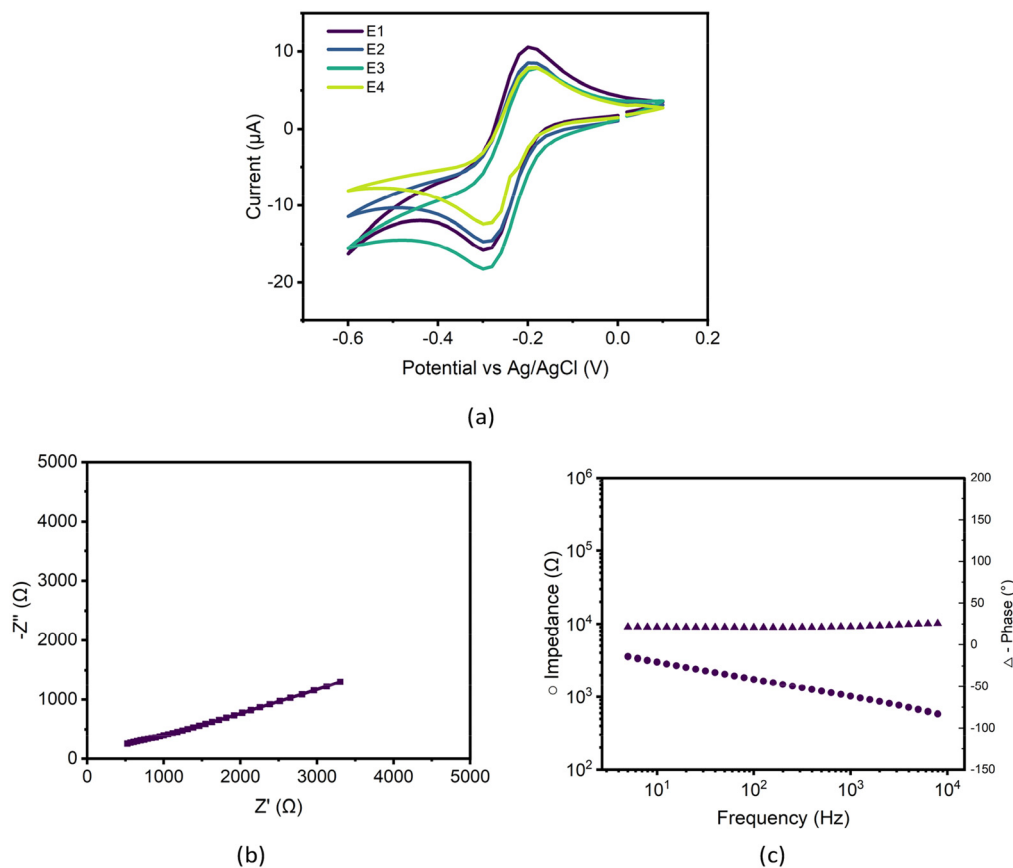 E1
E2
E3
E4
10
0
-10
-20
Current (µA)
-0.6
-0.4
-0.2
0.0
0.2
Potential vs Ag/AgCl (V)
(a)
5000
4000
3000
2000
1000
0
-Z'' (Ω)
0
1000
2000
3000
4000
5000
Z' (Ω)
(b)
10⁶
10⁵
10⁴
10³
10²
○ Impedance (Ω)
200
150
100
50
0
-50
-100
-150
△ - Phase (°)
10¹
10²
10³
10⁴
Frequency (Hz)
(c)